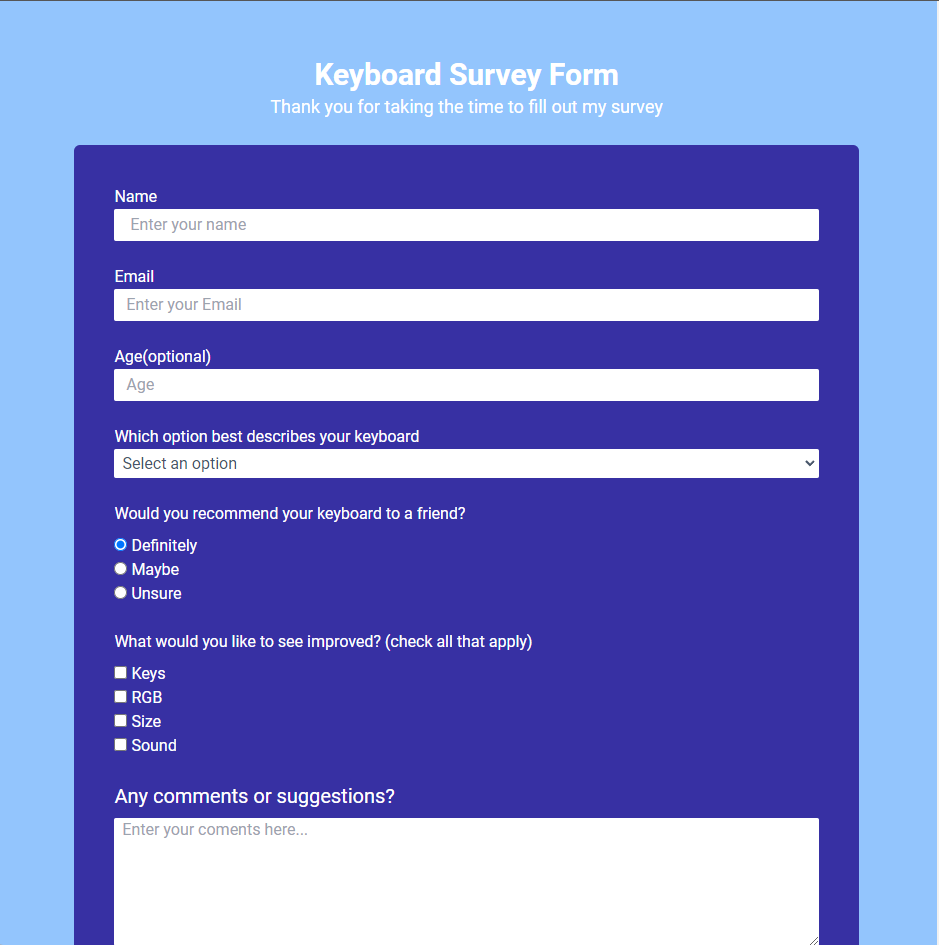 Keyboard Survey Form
Thank you for taking the time to fill out my survey
Name
Enter your name
Email
Enter your Email
Age(optional)
Age
Which option best describes your keyboard
Select an option
Would you recommend your keyboard to a friend?
Definitely
Maybe
Unsure
What would you like to see improved? (check all that apply)
Keys
RGB
Size
Sound
Any comments or suggestions?
Enter your coments here...